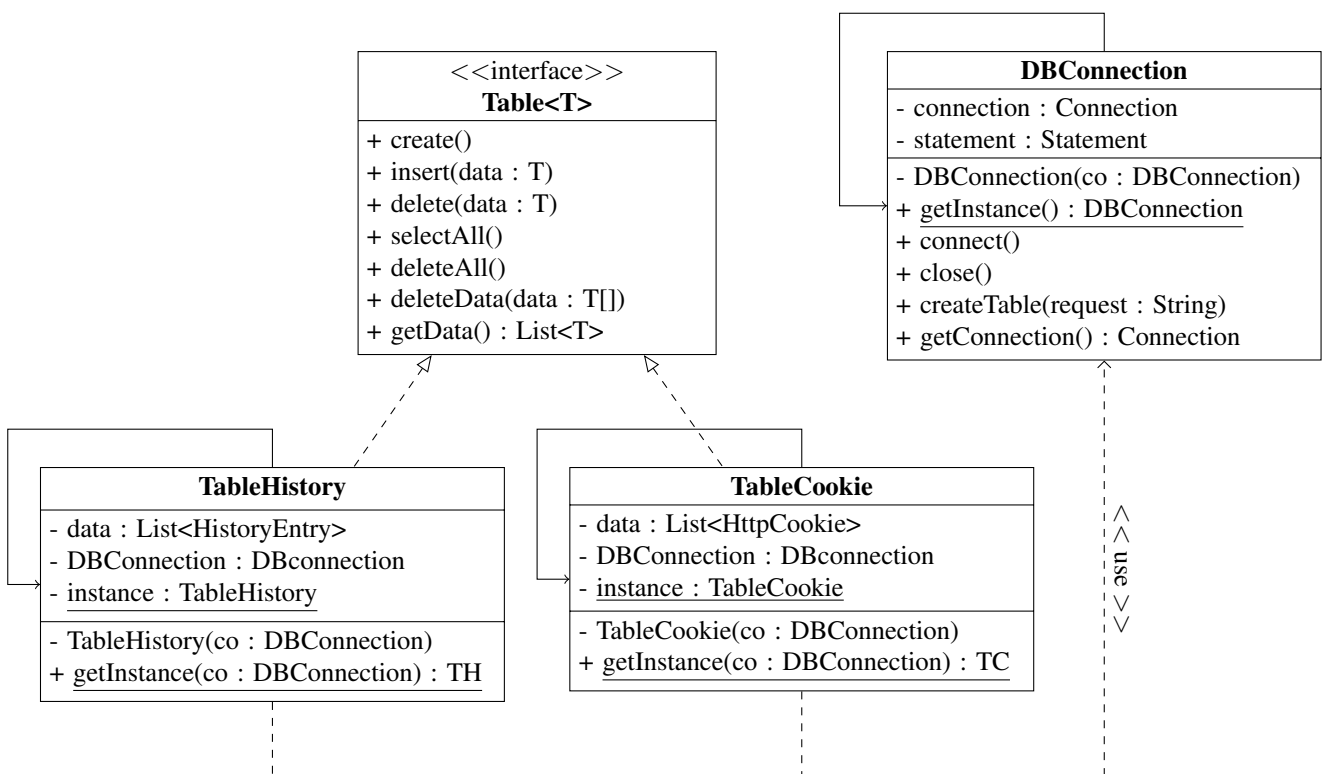 <<interface>>
Table<T>
+ create()
+ insert(data : T)
+ delete(data : T)
+ selectAll()
+ deleteAll()
+ deleteData(data : T[])
+ getData() : List<T>
DBConnection
- connection : Connection
- statement : Statement
- DBConnection(co : DBConnection)
+ getInstance() : DBConnection
+ connect()
+ close()
+ createTable(request : String)
+ getConnection() : Connection
TableHistory
- data : List<HistoryEntry>
- DBConnection : DBconnection
- instance : TableHistory
- TableHistory(co : DBConnection)
+ getInstance(co : DBConnection) : TH
TableCookie
- data : List<HttpCookie>
- DBConnection : DBconnection
- instance : TableCookie
- TableCookie(co : DBConnection)
+ getInstance(co : DBConnection) : TC
<< use >>